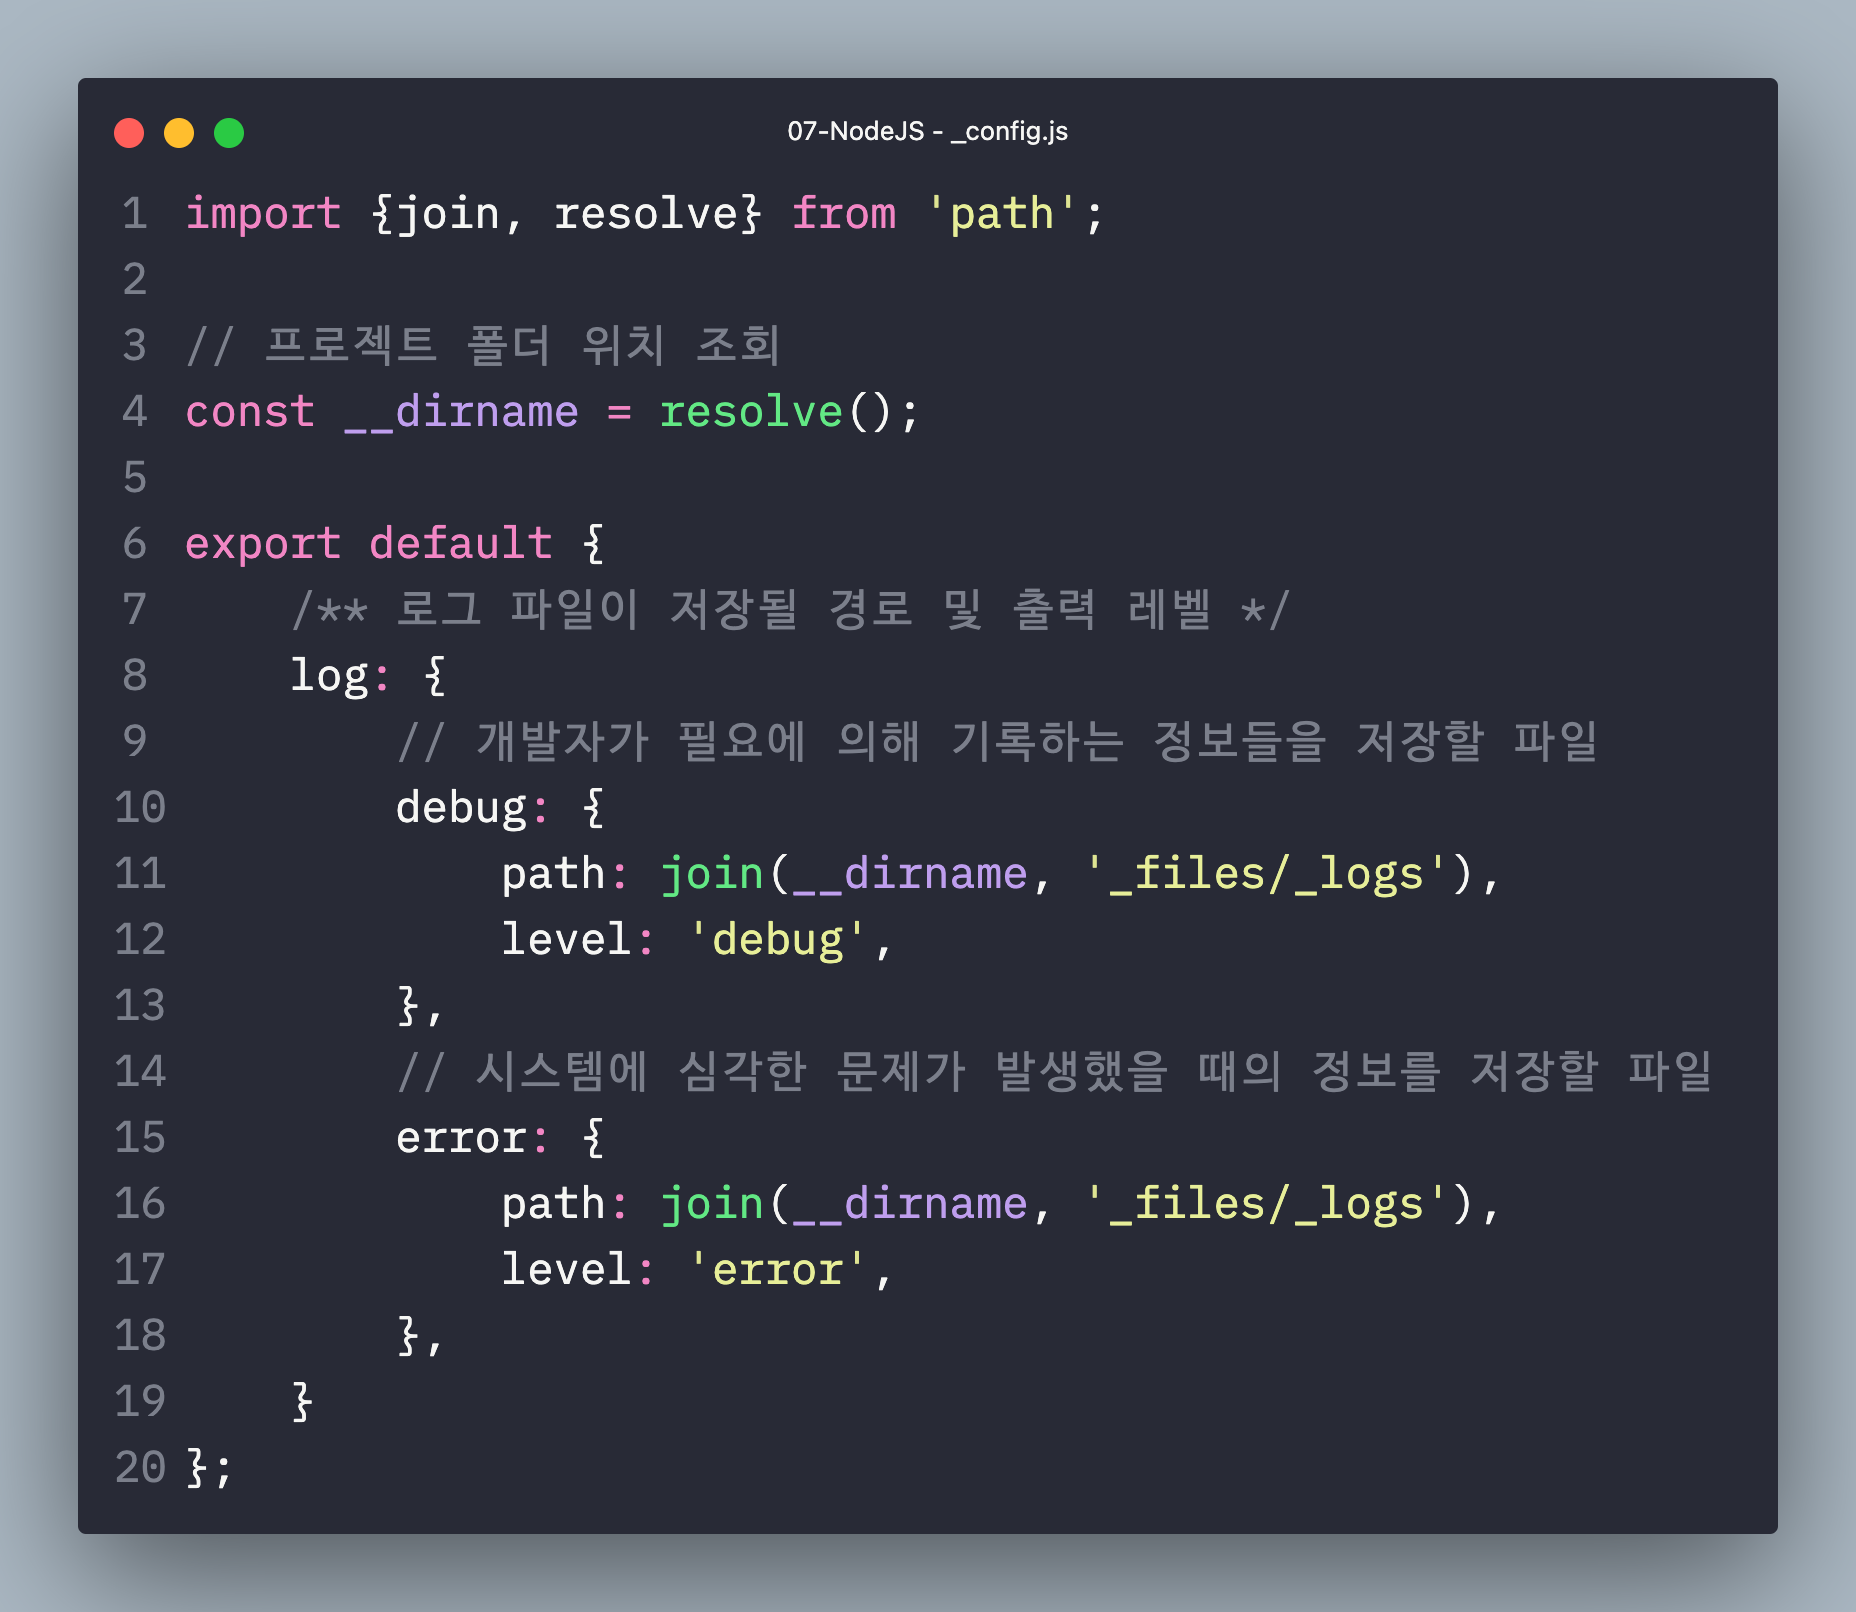 07-NodeJS - _config.js
1 import {join, resolve} from 'path';
2
3 // 프로젝트 폴더 위치 조회
4 const __dirname = resolve();
5
6 export default {
7     /** 로그 파일이 저장될 경로 및 출력 레벨 */
8     log: {
9         // 개발자가 필요에 의해 기록하는 정보들을 저장할 파일
10         debug: {
11             path: join(__dirname, '_files/_logs'),
12             level: 'debug',
13         },
14         // 시스템에 심각한 문제가 발생했을 때의 정보를 저장할 파일
15         error: {
16             path: join(__dirname, '_files/_logs'),
17             level: 'error',
18         },
19     }
20 };